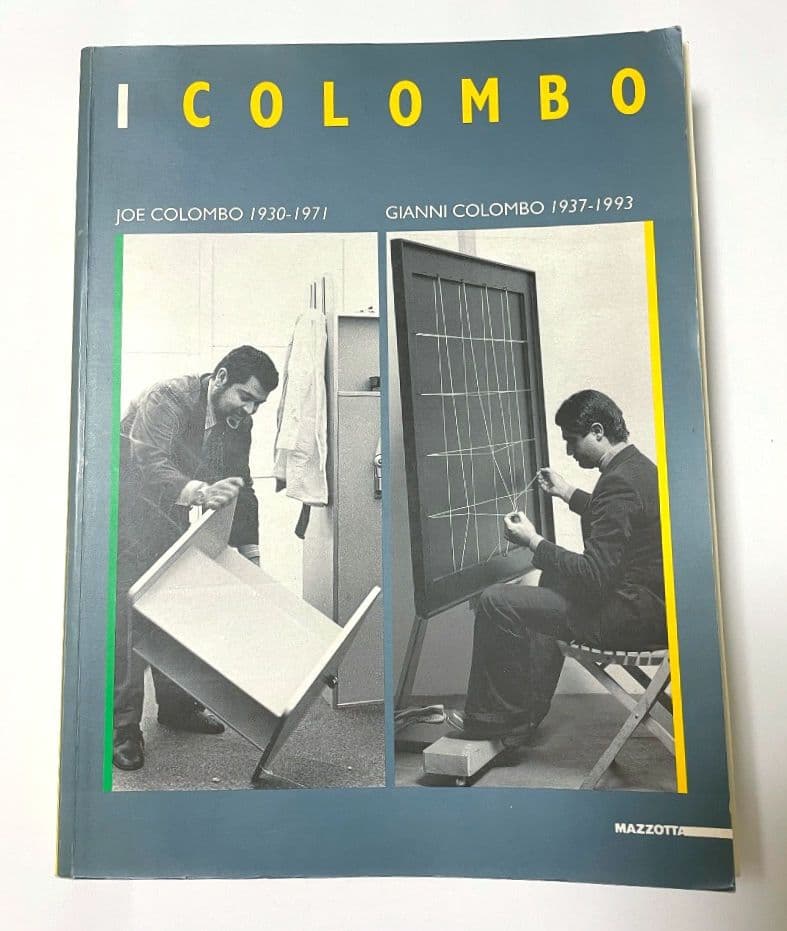 I COLOMBO
JOE COLOMBO 1930-1971
GIANNI COLOMBO 1937-1993
MAZZOTTA